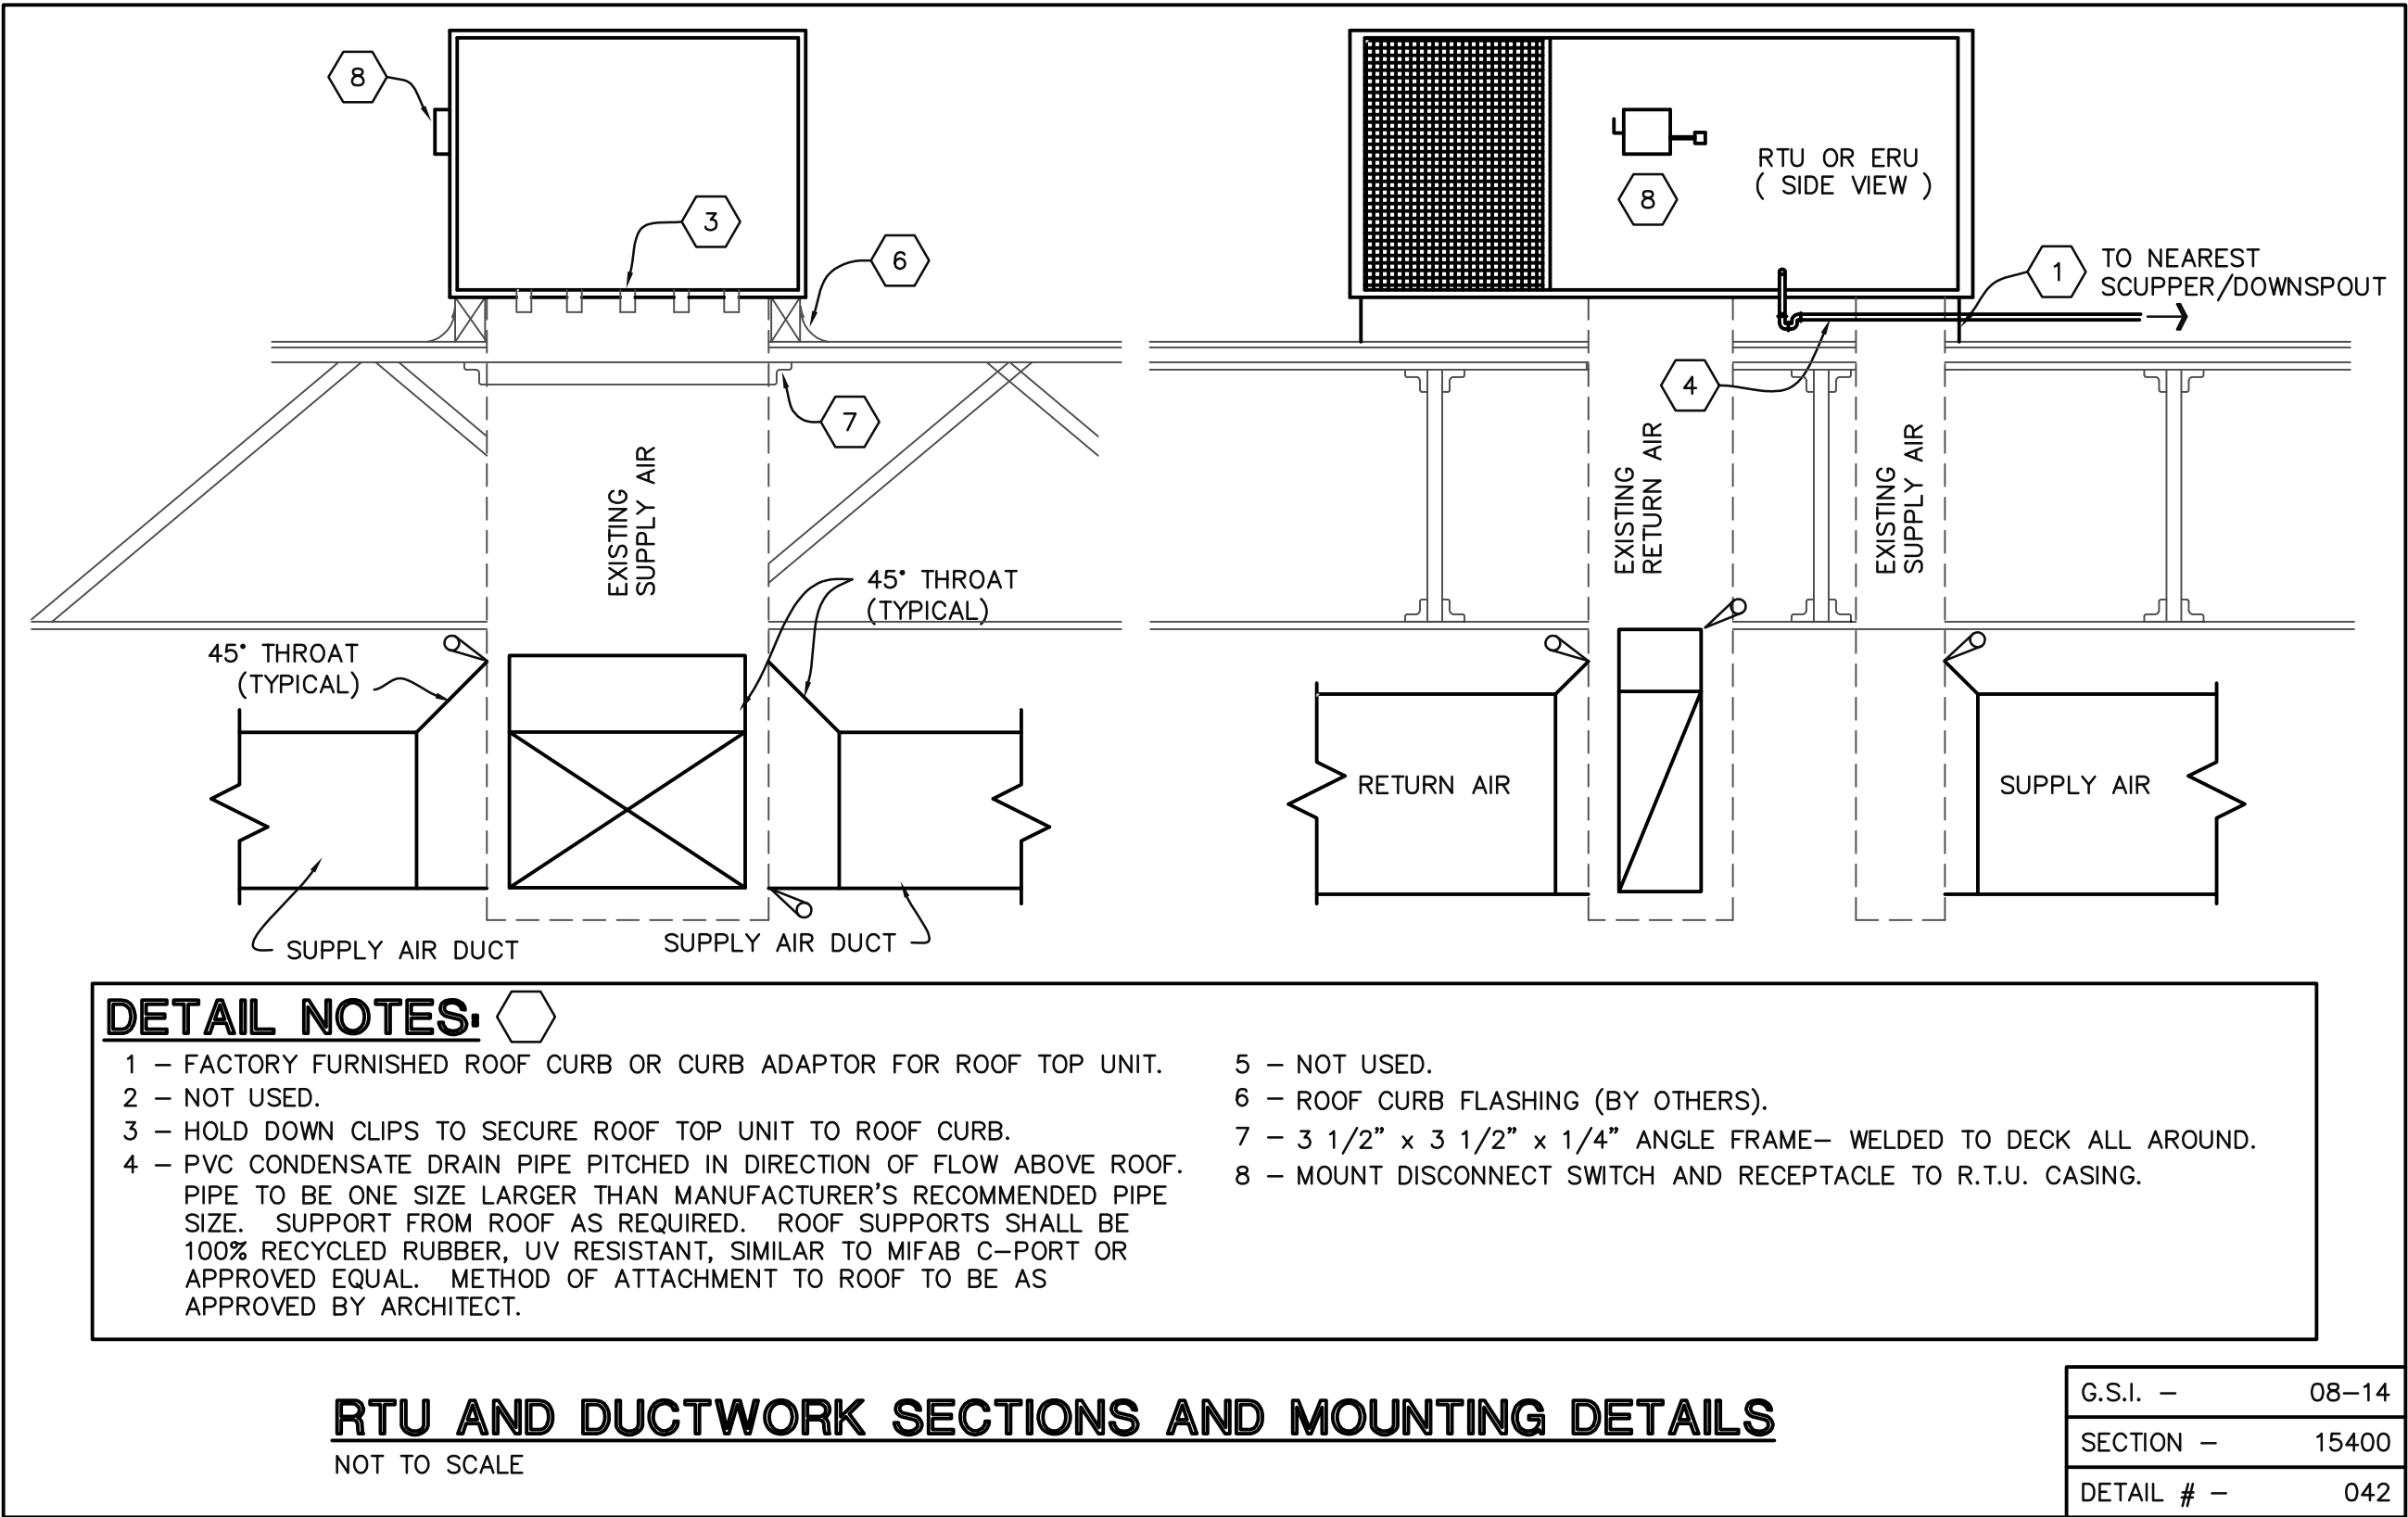 8
3
6
7
EXISTING
SUPPLY AIR
45° THROAT
(TYPICAL)
45° THROAT
(TYPICAL)
SUPPLY AIR DUCT
SUPPLY AIR DUCT
8
RTU OR ERU
( SIDE VIEW )
1
TO NEAREST
SCUPPER/DOWNSPOUT
4
EXISTING
RETURN AIR
EXISTING
SUPPLY AIR
RETURN AIR
SUPPLY AIR
DETAIL NOTES:
1 – FACTORY FURNISHED ROOF CURB OR CURB ADAPTOR FOR ROOF TOP UNIT.
2 – NOT USED.
3 – HOLD DOWN CLIPS TO SECURE ROOF TOP UNIT TO ROOF CURB.
4 – PVC CONDENSATE DRAIN PIPE PITCHED IN DIRECTION OF FLOW ABOVE ROOF.
PIPE TO BE ONE SIZE LARGER THAN MANUFACTURER'S RECOMMENDED PIPE
SIZE. SUPPORT FROM ROOF AS REQUIRED. ROOF SUPPORTS SHALL BE
100% RECYCLED RUBBER, UV RESISTANT, SIMILAR TO MIFAB C–PORT OR
APPROVED EQUAL. METHOD OF ATTACHMENT TO ROOF TO BE AS
APPROVED BY ARCHITECT.
5 – NOT USED.
6 – ROOF CURB FLASHING (BY OTHERS).
7 – 3 1/2" x 3 1/2" x 1/4" ANGLE FRAME– WELDED TO DECK ALL AROUND.
8 – MOUNT DISCONNECT SWITCH AND RECEPTACLE TO R.T.U. CASING.
RTU AND DUCTWORK SECTIONS AND MOUNTING DETAILS
NOT TO SCALE
G.S.I. – 08–14
SECTION – 15400
DETAIL # – 042